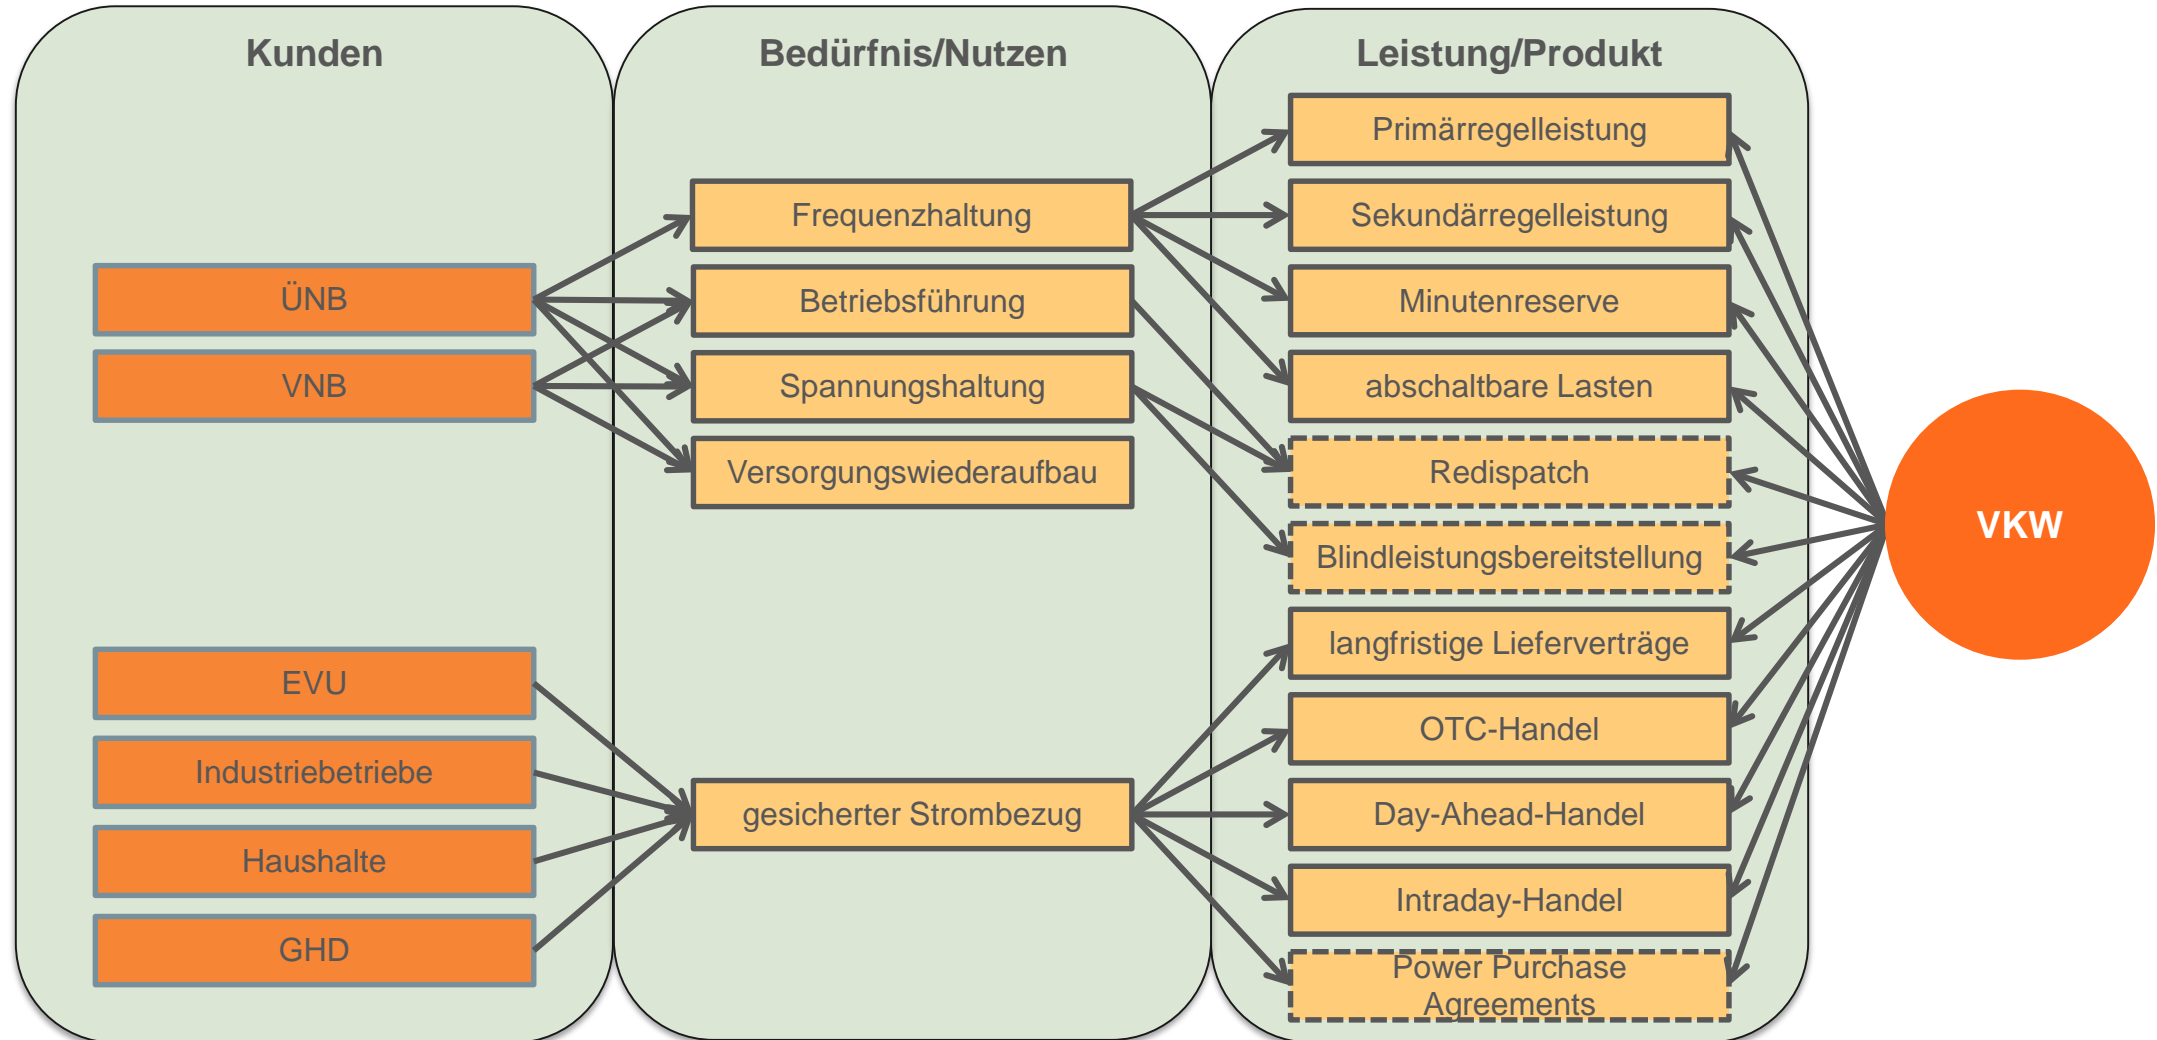 Kunden
ÜNB
VNB
EVU
Industriebetriebe
Haushalte
GHD
Bedürfnis/Nutzen
Frequenzhaltung
Betriebsführung
Spannungshaltung
Versorgungswiederaufbau
gesicherter Strombezug
Leistung/Produkt
Primärregelleistung
Sekundärregelleistung
Minutenreserve
abschaltbare Lasten
Redispatch
Blindleistungsbereitstellung
langfristige Lieferverträge
OTC-Handel
Day-Ahead-Handel
Intraday-Handel
Power Purchase
Agreements
VKW